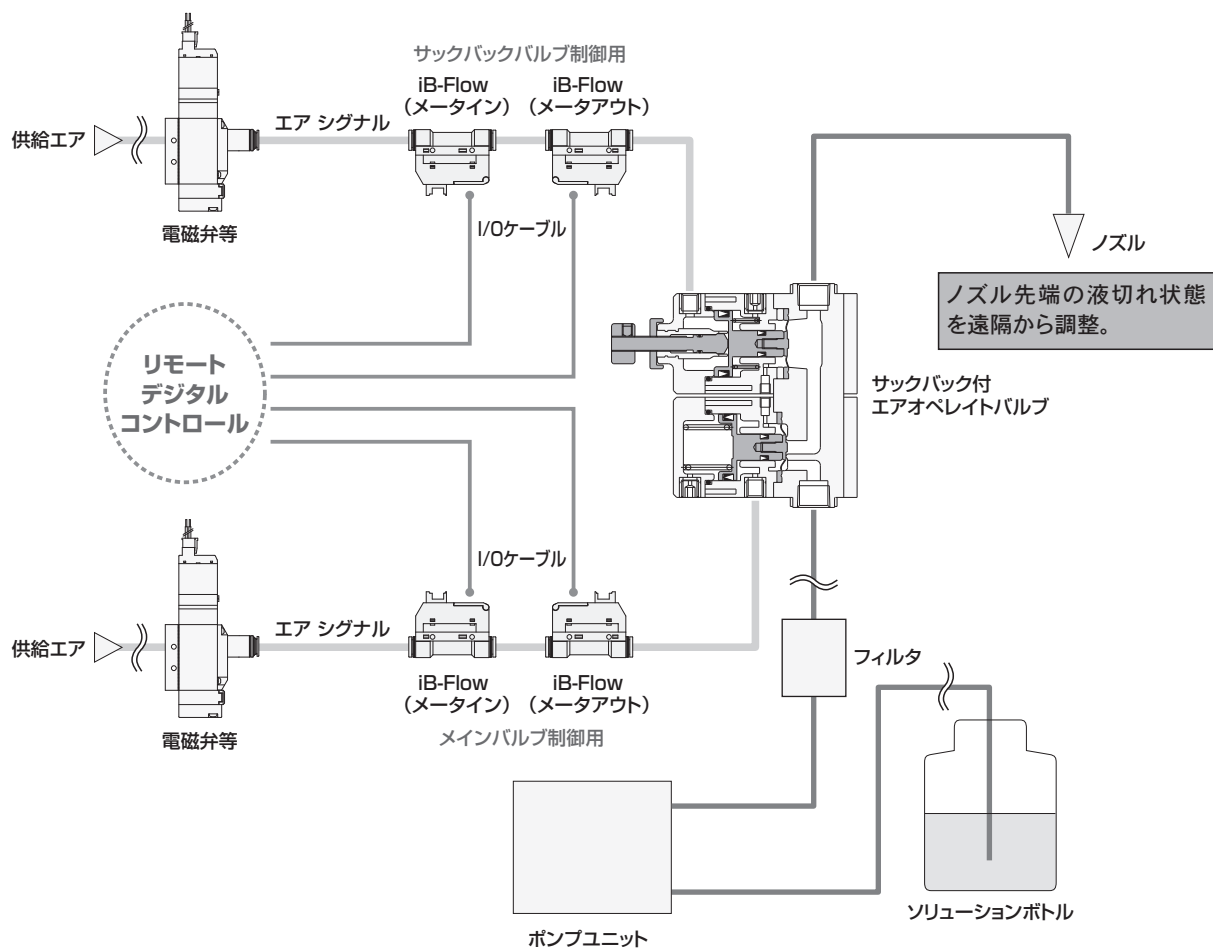 サックバックバルブ制御用
iB-Flow
（メータイン）
iB-Flow
（メータアウト）
供給エア
エア シグナル
電磁弁等
I/Oケーブル
ノズル
ノズル先端の液切れ状態
を遠隔から調整。
リモート
デジタル
コントロール
サックバック付
エアオペレイトバルブ
I/Oケーブル
供給エア
エア シグナル
電磁弁等
iB-Flow
（メータイン）
iB-Flow
（メータアウト）
メインバルブ制御用
フィルタ
ソリューションボトル
ポンプユニット